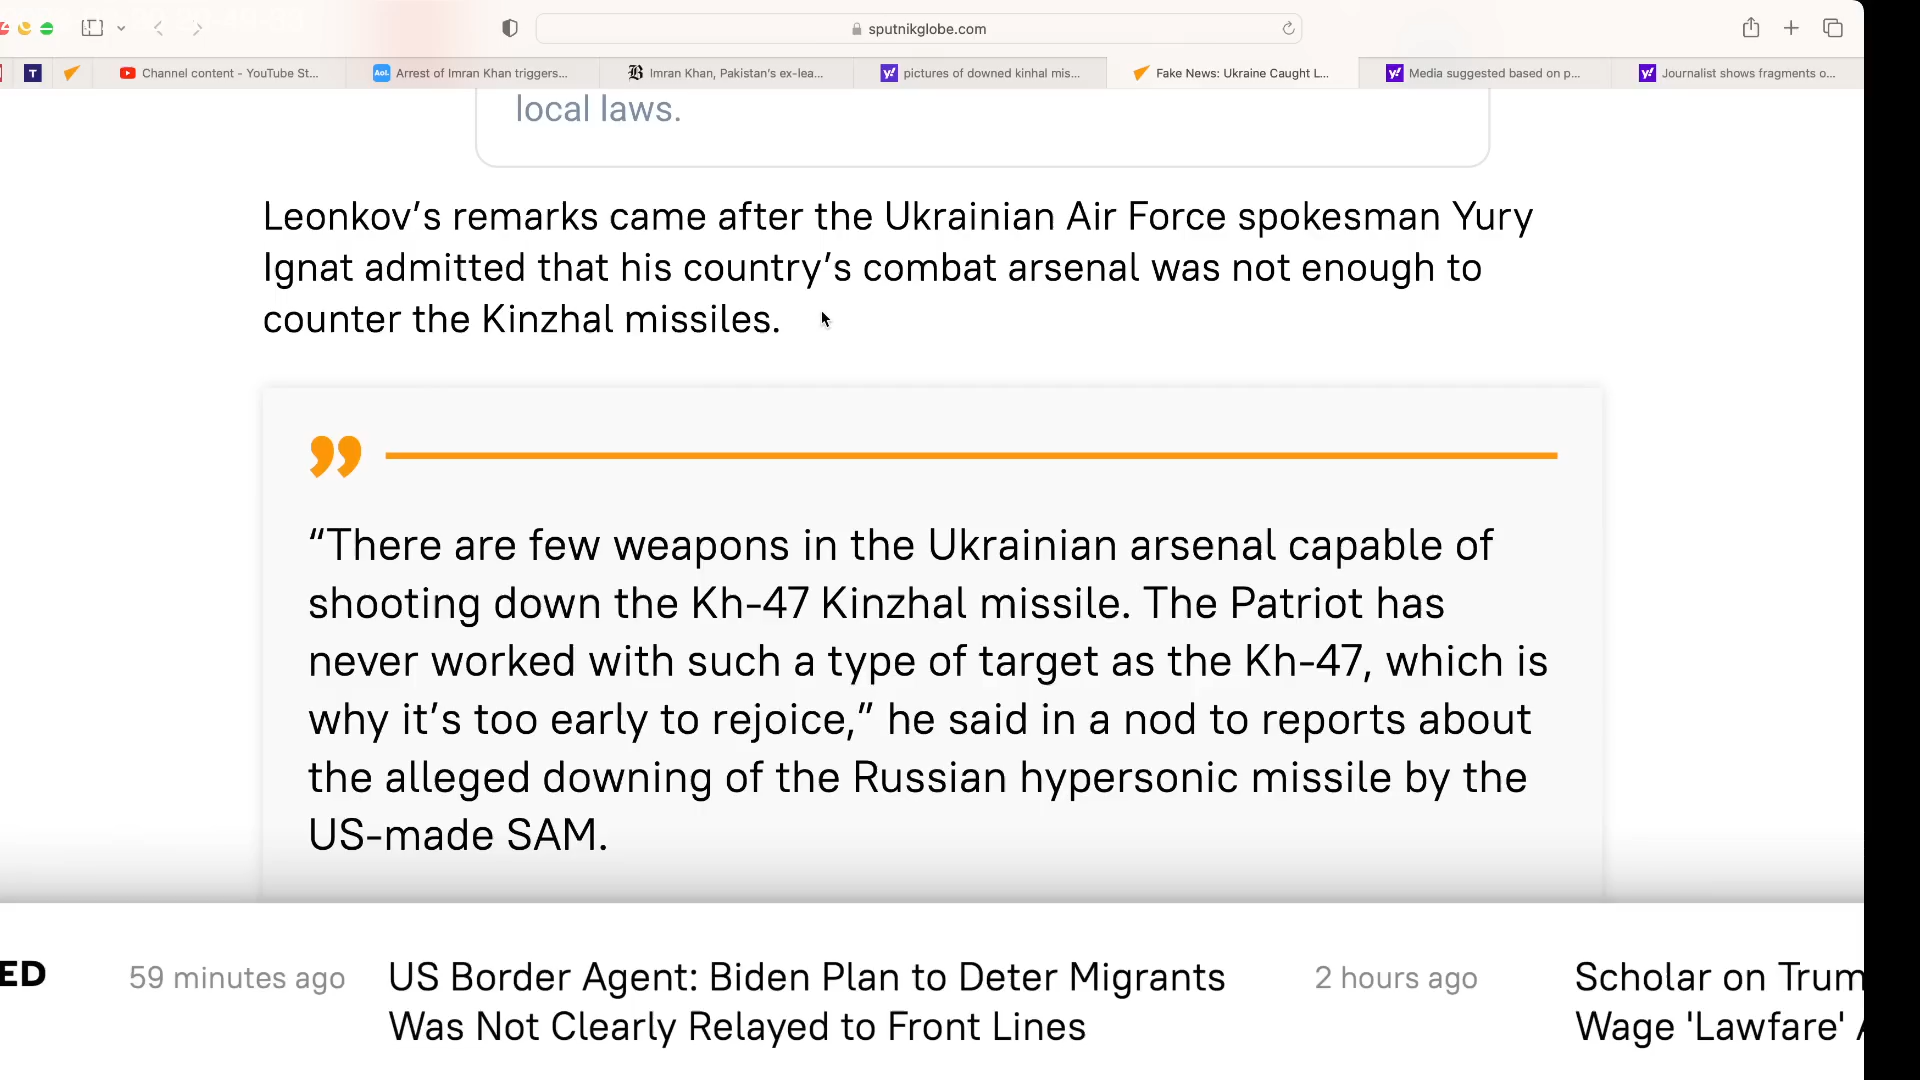 sputnikglobe.com
T
Channel content - YouTube St...
Aol.
Arrest of Imran Khan triggers...
B
Imran Khan, Pakistan's ex-lea...
y!
pictures of downed kinhal mis...
Fake News: Ukraine Caught L...
y!
Media suggested based on p...
y!
Journalist shows fragments o...
local laws.
Leonkov’s remarks came after the Ukrainian Air Force spokesman Yury
Ignat admitted that his country’s combat arsenal was not enough to
counter the Kinzhal missiles.
“There are few weapons in the Ukrainian arsenal capable of
shooting down the Kh-47 Kinzhal missile. The Patriot has
never worked with such a type of target as the Kh-47, which is
why it’s too early to rejoice,” he said in a nod to reports about
the alleged downing of the Russian hypersonic missile by the
US-made SAM.
ED
59 minutes ago
US Border Agent: Biden Plan to Deter Migrants
Was Not Clearly Relayed to Front Lines
2 hours ago
Scholar on Trum
Wage 'Lawfare' A